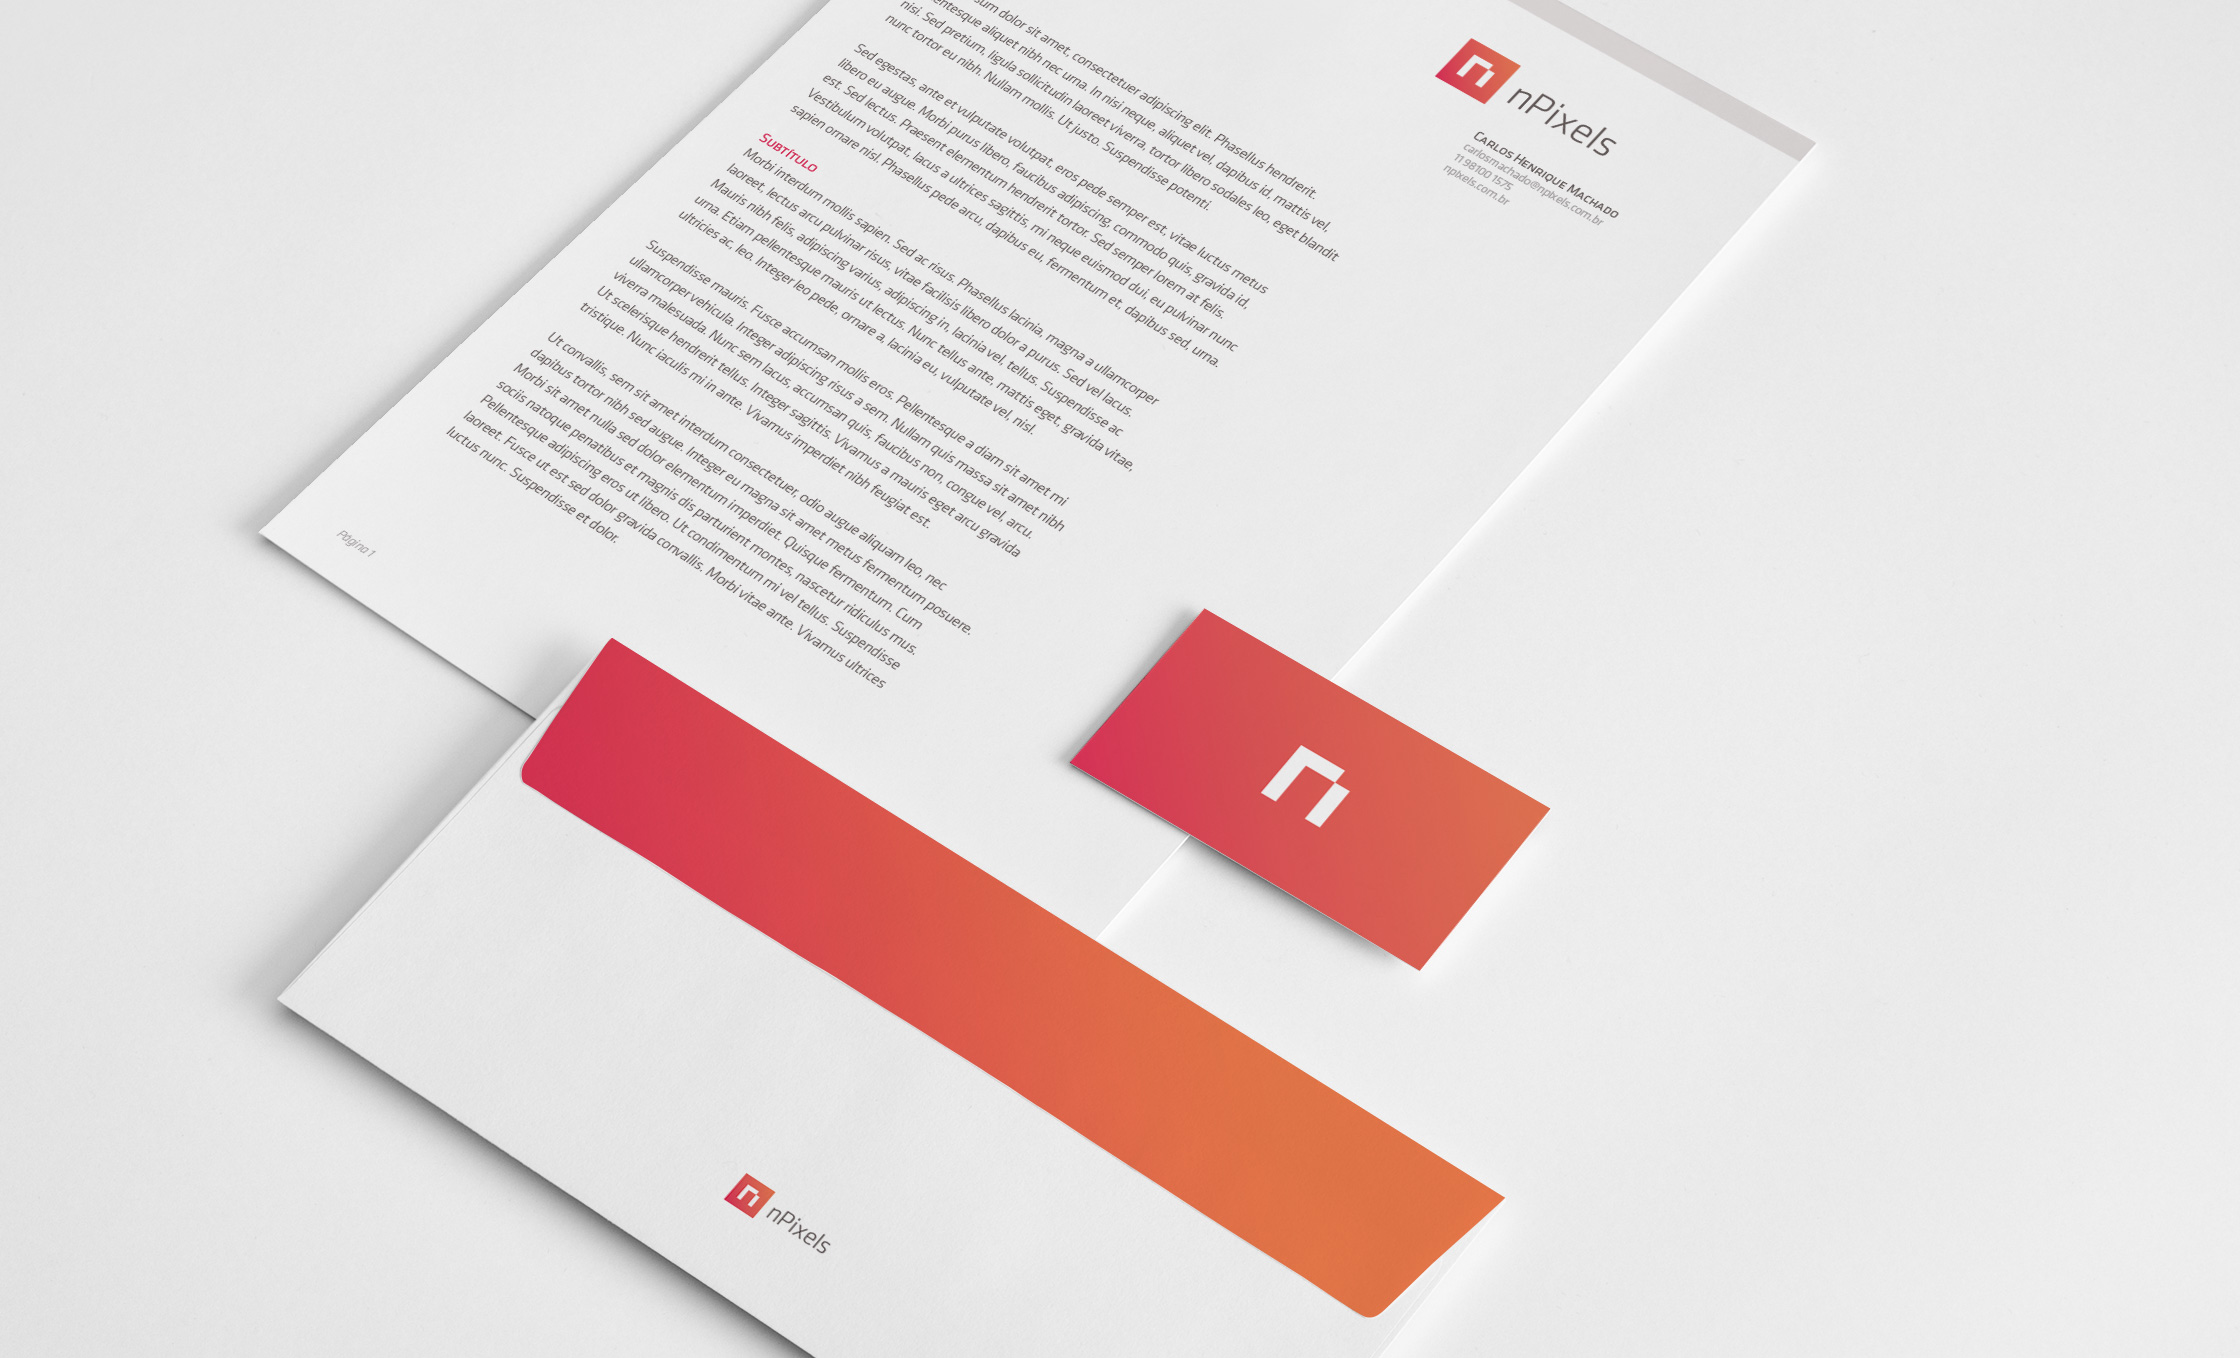 sum dolor sit amet, consectetuer adipiscing elit. Phasellus hendrerit.
entesque aliquet nibh nec urna. In nisi neque, aliquet vel, dapibus id, mattis vel,
nisi. Sed pretium, ligula sollicitudin laoreet viverra, tortor libero sodales leo, eget blandit
nunc tortor eu nibh. Nullam mollis. Ut justo. Suspendisse potenti.
Sed egestas, ante et vulputate volutpat, eros pede semper est, vitae luctus metus
libero eu augue. Morbi purus libero, faucibus adipiscing, commodo quis, gravida id,
est. Sed lectus. Praesent elementum hendrerit tortor. Sed semper lorem at felis.
Vestibulum volutpat, lacus a ultrices sagittis, mi neque euismod dui, eu pulvinar nunc
sapien ornare nisl. Phasellus pede arcu, dapibus eu, fermentum et, dapibus sed, urna.
SUBTÍTULO
Morbi interdum mollis sapien. Sed ac risus. Phasellus lacinia, magna a ullamcorper
laoreet, lectus arcu pulvinar risus, vitae facilisis libero dolor a purus. Sed vel lacus.
Mauris nibh felis, adipiscing varius, adipiscing in, lacinia vel, tellus. Suspendisse ac
urna. Etiam pellentesque mauris ut lectus. Nunc tellus ante, mattis eget, gravida vitae,
ultricies ac, leo. Integer leo pede, ornare a, lacinia eu, vulputate vel, nisl.
Suspendisse mauris. Fusce accumsan mollis eros. Pellentesque a diam sit amet mi
ullamcorper vehicula. Integer adipiscing risus a sem. Nullam quis massa sit amet nibh
viverra malesuada. Nunc sem lacus, accumsan quis, faucibus non, congue vel, arcu.
Ut scelerisque hendrerit tellus. Integer sagittis. Vivamus a mauris eget arcu gravida
tristique. Nunc iaculis mi in ante. Vivamus imperdiet nibh feugiat est.
Ut convallis, sem sit amet interdum consectetuer, odio augue aliquam leo, nec
dapibus tortor nibh sed augue. Integer eu magna sit amet metus fermentum posuere.
Morbi sit amet nulla sed dolor elementum imperdiet. Quisque fermentum. Cum
sociis natoque penatibus et magnis dis parturient montes, nascetur ridiculus mus.
Pellentesque adipiscing eros ut libero. Ut condimentum mi vel tellus. Suspendisse
laoreet. Fusce ut est sed dolor gravida convallis. Morbi vitae ante. Vivamus ultrices
luctus nunc. Suspendisse et dolor.
Página 1
nPixels
CARLOS HENRIQUE MACHADO
carlosmachado@npixels.com.br
11 98100 1575
npixels.com.br
nPixels